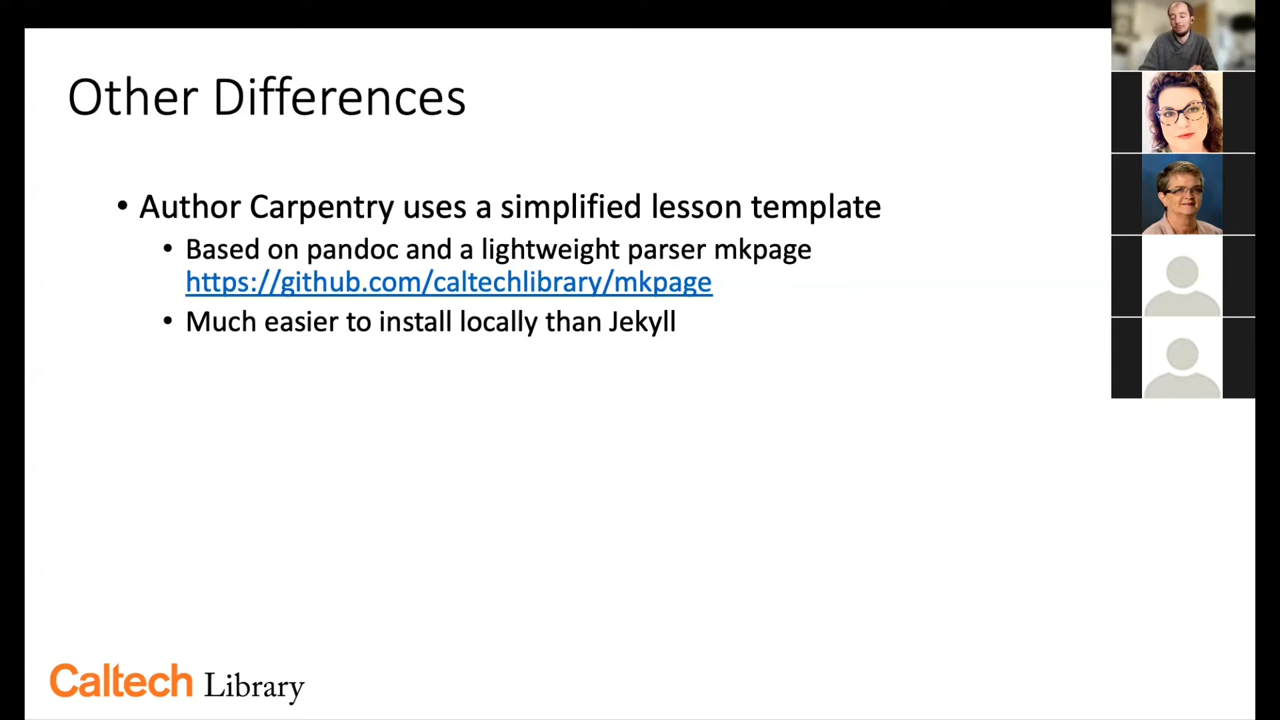 Other Differences
• Author Carpentry uses a simplified lesson template
• Based on pandoc and a lightweight parser mkpage
https://github.com/caltechlibrary/mkpage
• Much easier to install locally than Jekyll
Caltech Library